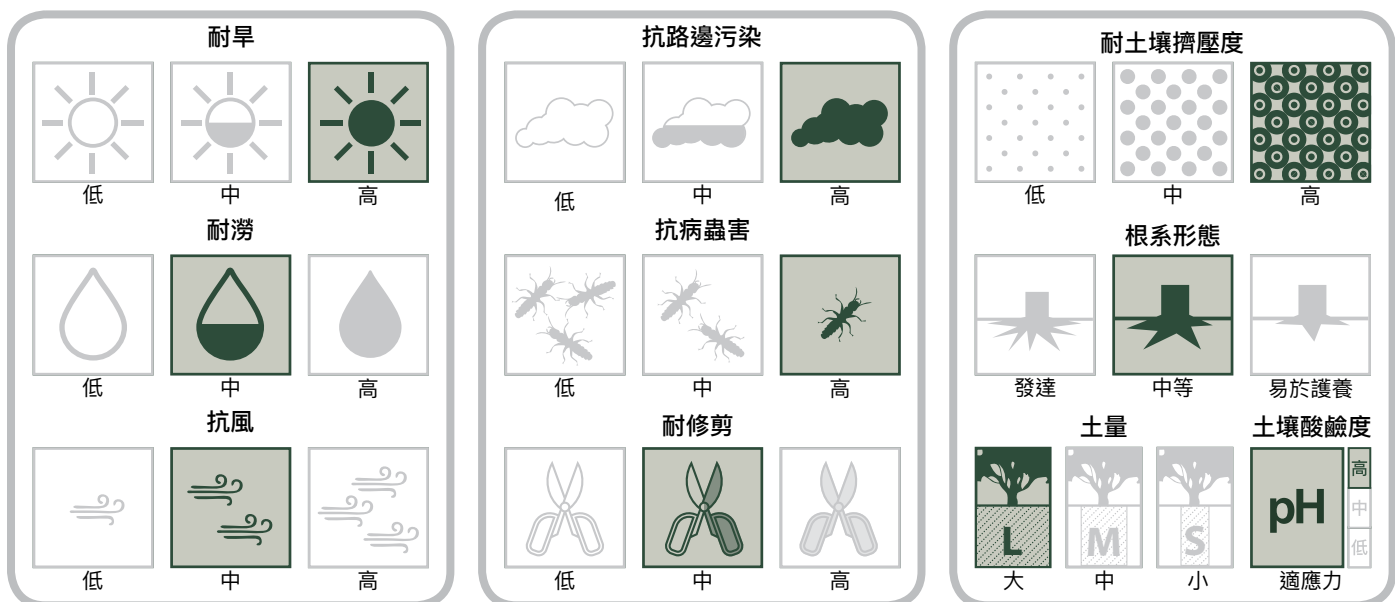 耐旱
低 中 高
耐澇
低 中 高
抗風
低 中 高
抗路邊污染
低 中 高
抗病蟲害
低 中 高
耐修剪
低 中 高
耐土壤擠壓度
低 中 高
根系形態
發達 中等 易於護養
土量 土壤酸鹼度
L M S pH 高
中
低
大 中 小 適應力